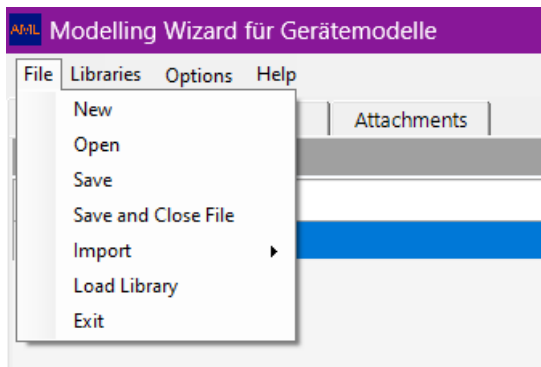 AML Modelling Wizard für Gerätemodelle
File Libraries Options Help
New
Attachments
Open
Save
Save and Close File
Import
Load Library
Exit